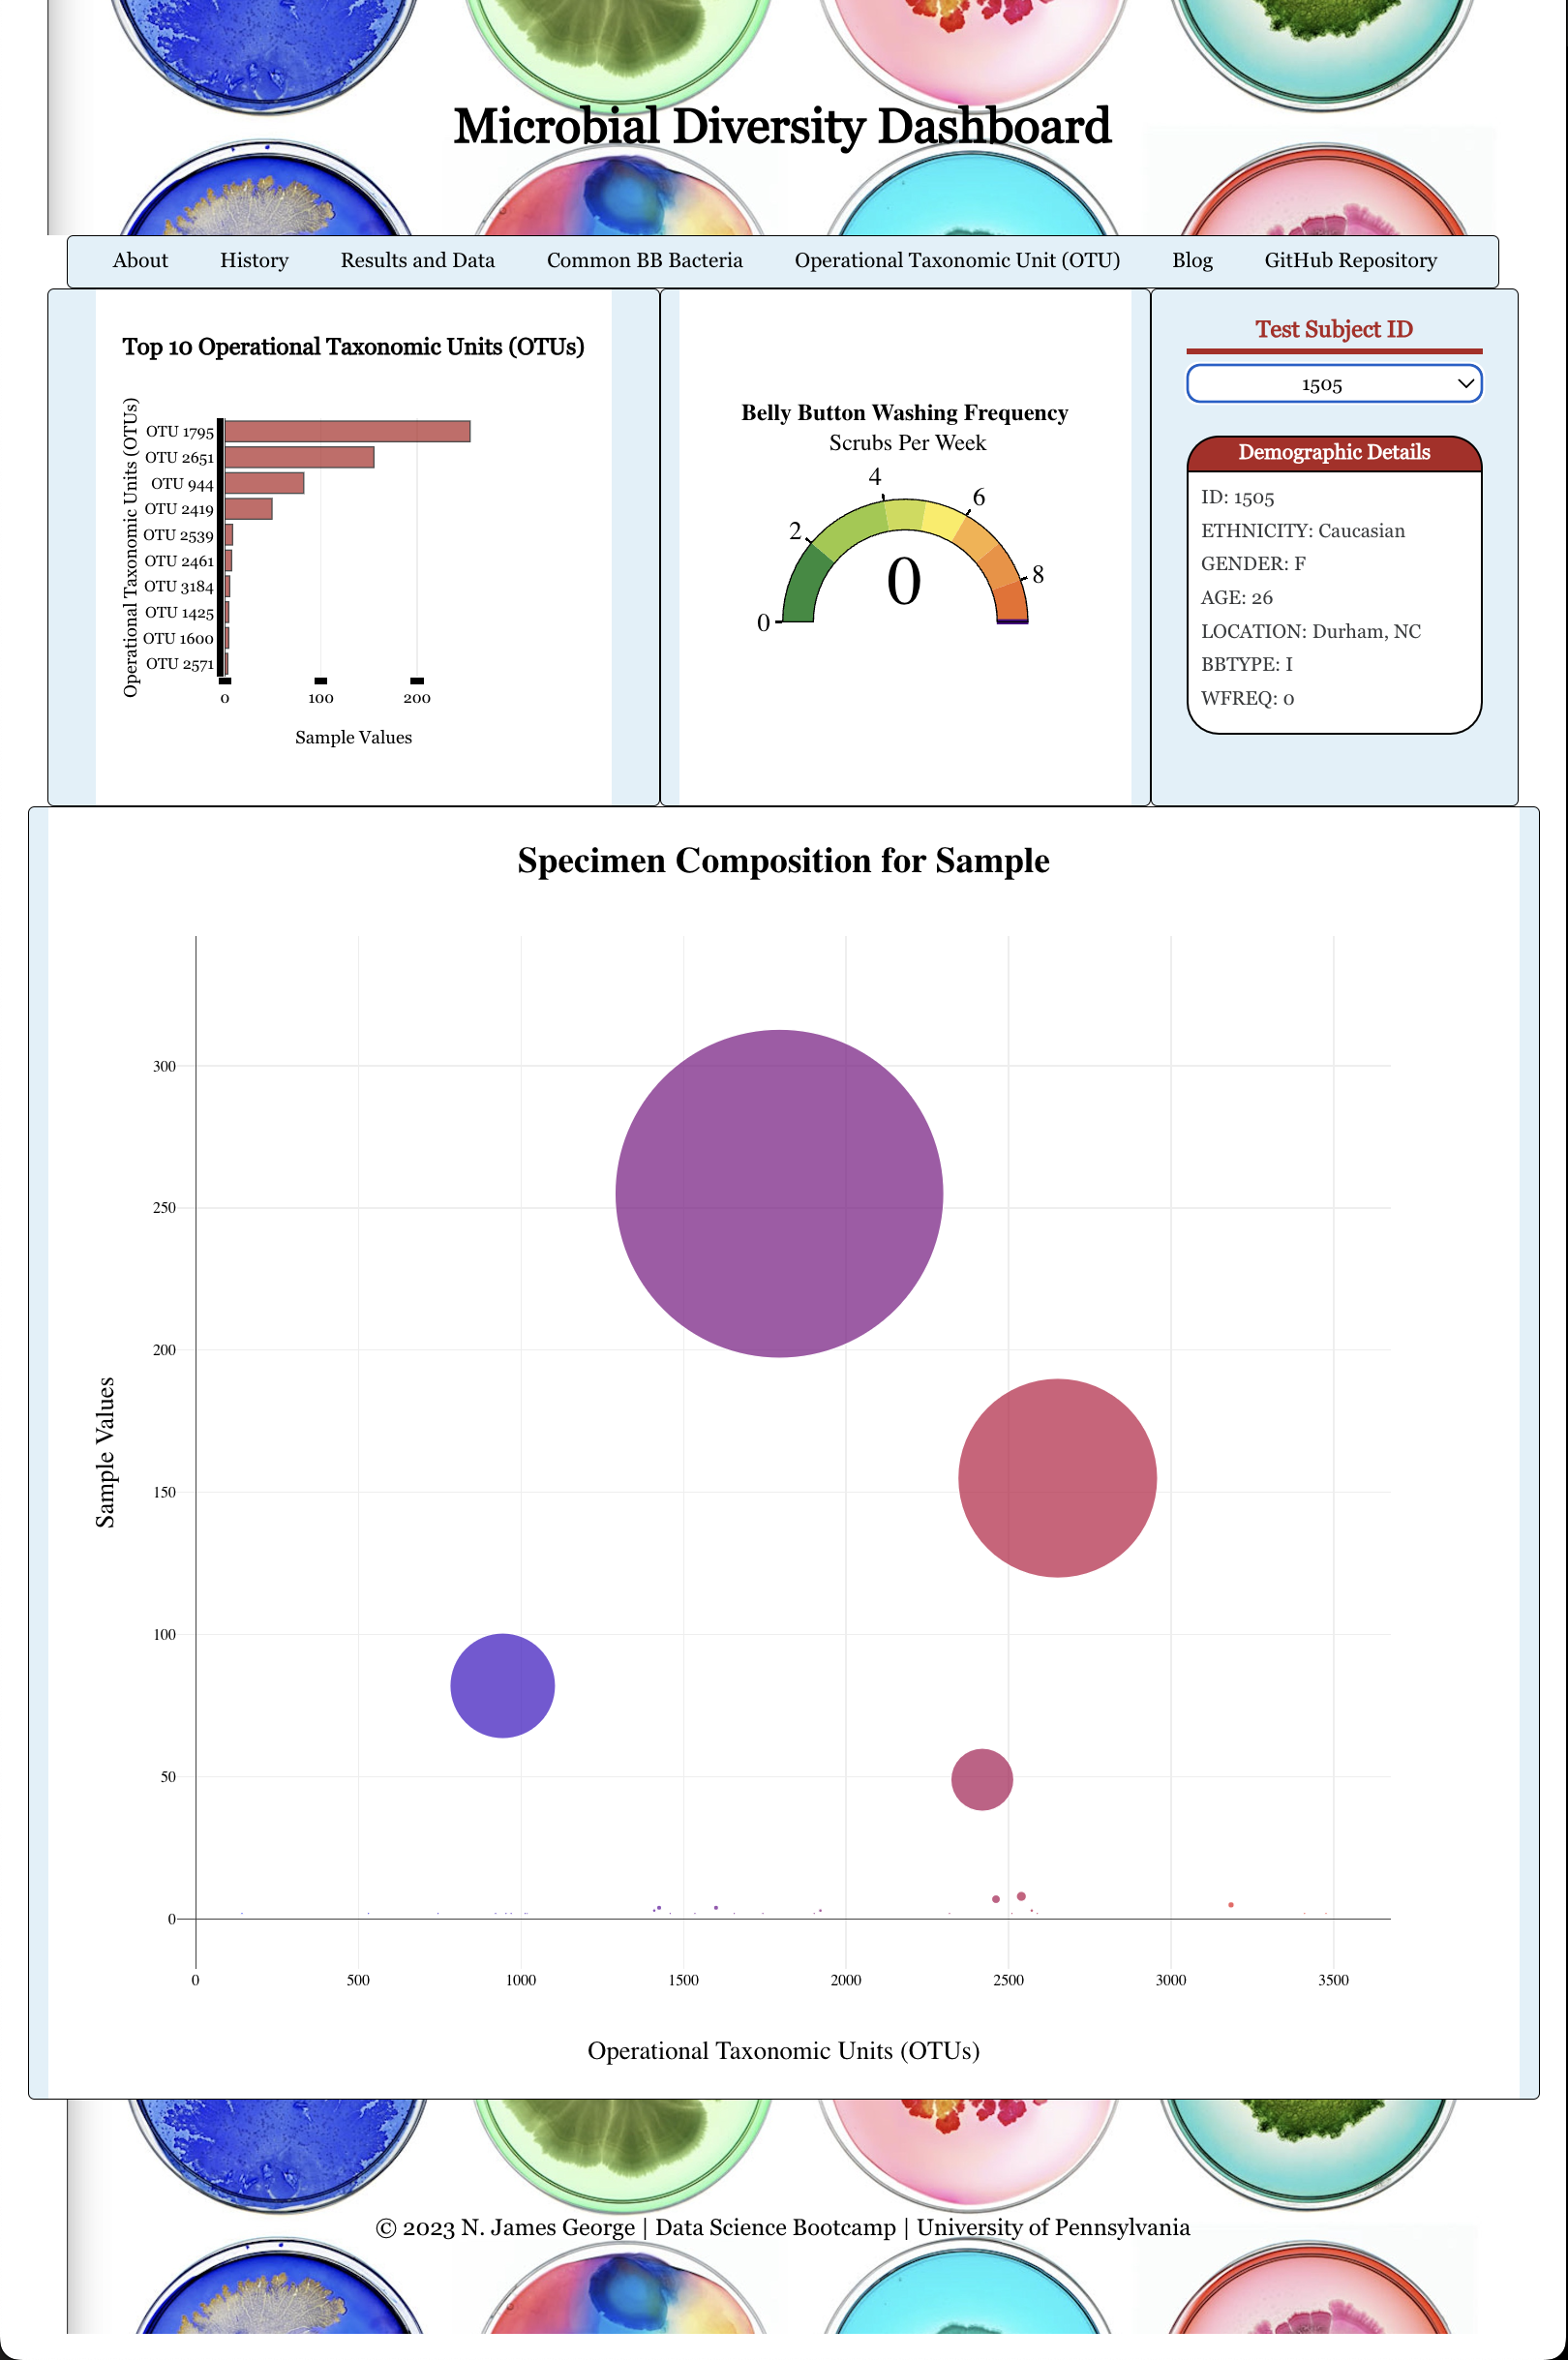 Microbial Diversity Dashboard
About History Results and Data Common BB Bacteria Operational Taxonomic Unit (OTU) Blog GitHub Repository
Top 10 Operational Taxonomic Units (OTUs)
Operational Taxonomic Units (OTUs)
OTU 1795
OTU 2651
OTU 944
OTU 2419
OTU 2539
OTU 2461
OTU 3184
OTU 1425
OTU 1600
OTU 2571
0 100 200
Sample Values
Belly Button Washing Frequency
Scrubs Per Week
0 2 4 6 8
0
Test Subject ID
1505
Demographic Details
ID: 1505
ETHNICITY: Caucasian
GENDER: F
AGE: 26
LOCATION: Durham, NC
BBTYPE: I
WFREQ: 0
Specimen Composition for Sample
Sample Values
300
250
200
150
100
50
0
0 500 1000 1500 2000 2500 3000 3500
Operational Taxonomic Units (OTUs)
© 2023 N. James George | Data Science Bootcamp | University of Pennsylvania